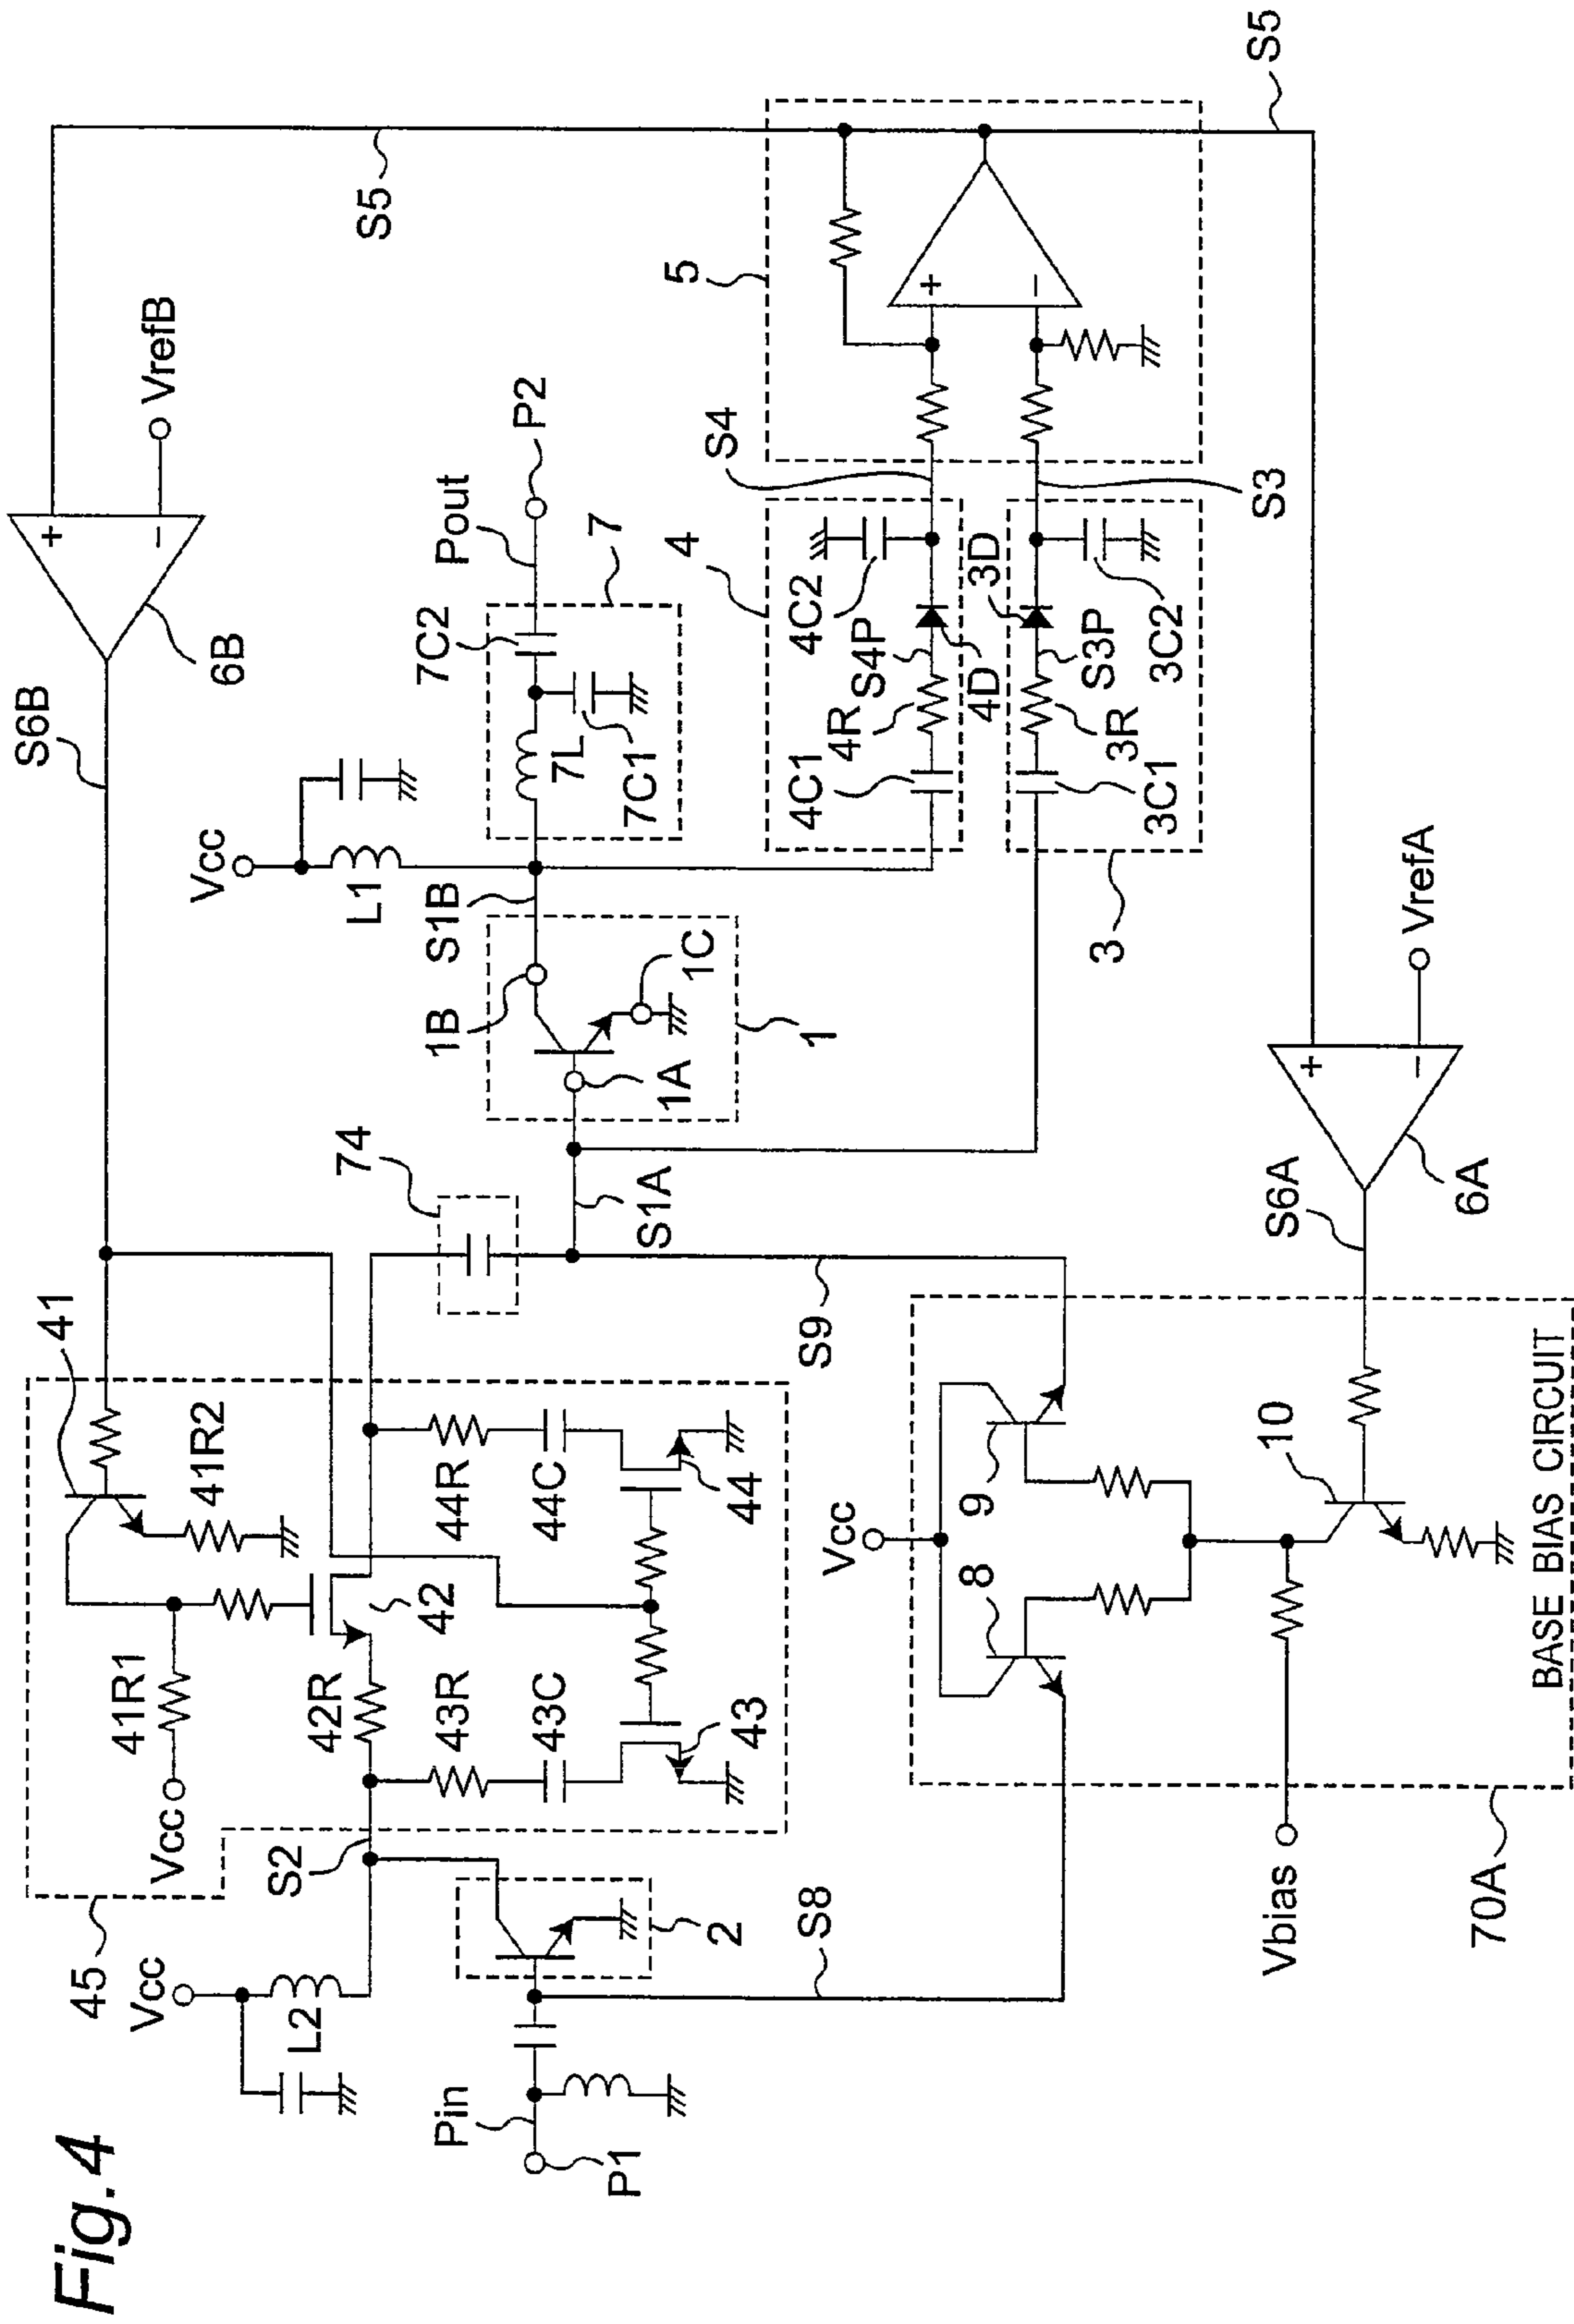 Fig.4
45
Vcc
L2
Pin
P1
S2
2
S8
Vcc
41R1
42R
43R
43C
43
41
41R2
42
44R
44C
44
74
S1A
S9
S6B
6B
VrefB
S5
Vcc
L1
S1B
1B
1A
1C
1
Pout
P2
7C2
7
7L
7C1
4
4C1
4R
S4P
4C2
4D
3D
S4
5
+
−
S3
3
3C1
3R
S3P
3C2
S5
+
−
VrefA
+
−
6A
S6A
Vcc
8
9
10
Vbias
70A
BASE BIAS CIRCUIT